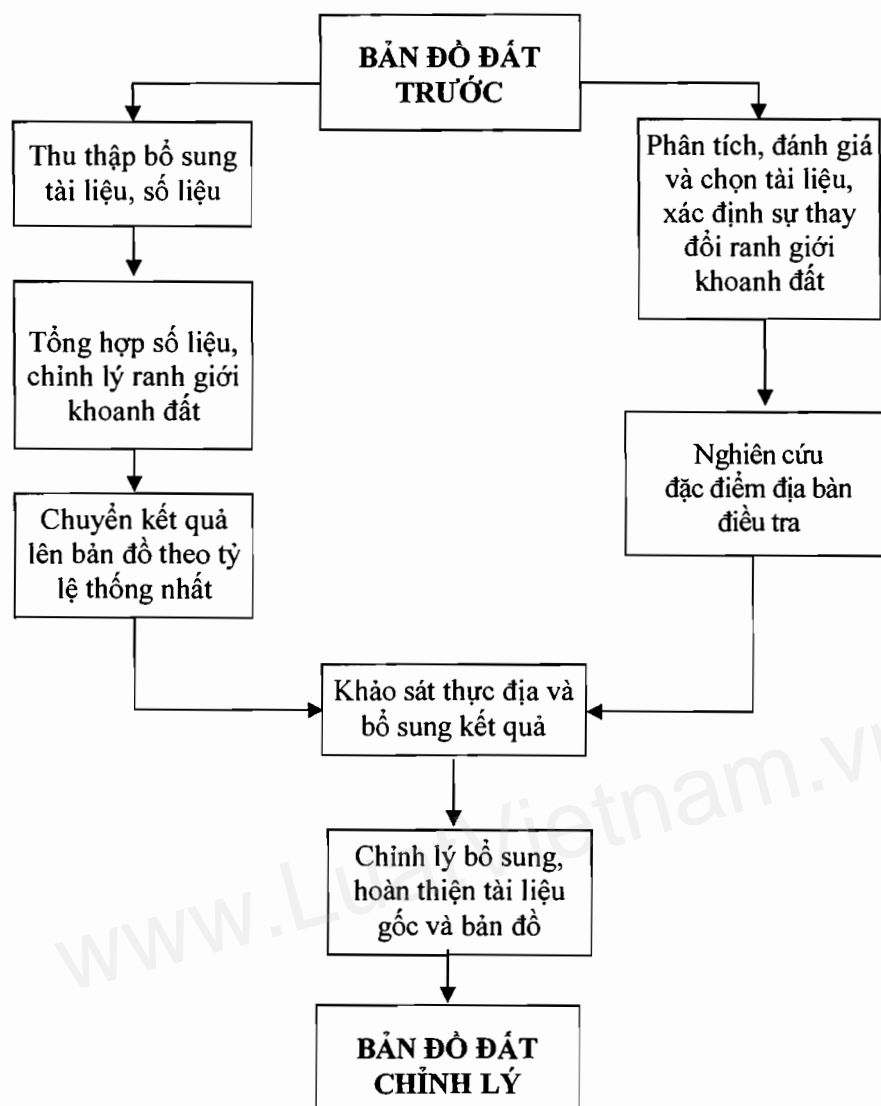 BẢN ĐỒ ĐẤT
TRƯỚC
Thu thập bổ sung
tài liệu, số liệu
Tổng hợp số liệu,
chỉnh lý ranh giới
khoanh đất
Chuyển kết quả
lên bản đồ theo tỷ
lệ thống nhất
Phân tích, đánh giá
và chọn tài liệu,
xác định sự thay
đổi ranh giới
khoanh đất
Nghiên cứu
đặc điểm địa bàn
điều tra
Khảo sát thực địa và
bổ sung kết quả
Chỉnh lý bổ sung,
hoàn thiện tài liệu
gốc và bản đồ
BẢN ĐỒ ĐẤT
CHỈNH LÝ
www.LuatVietnam.vn